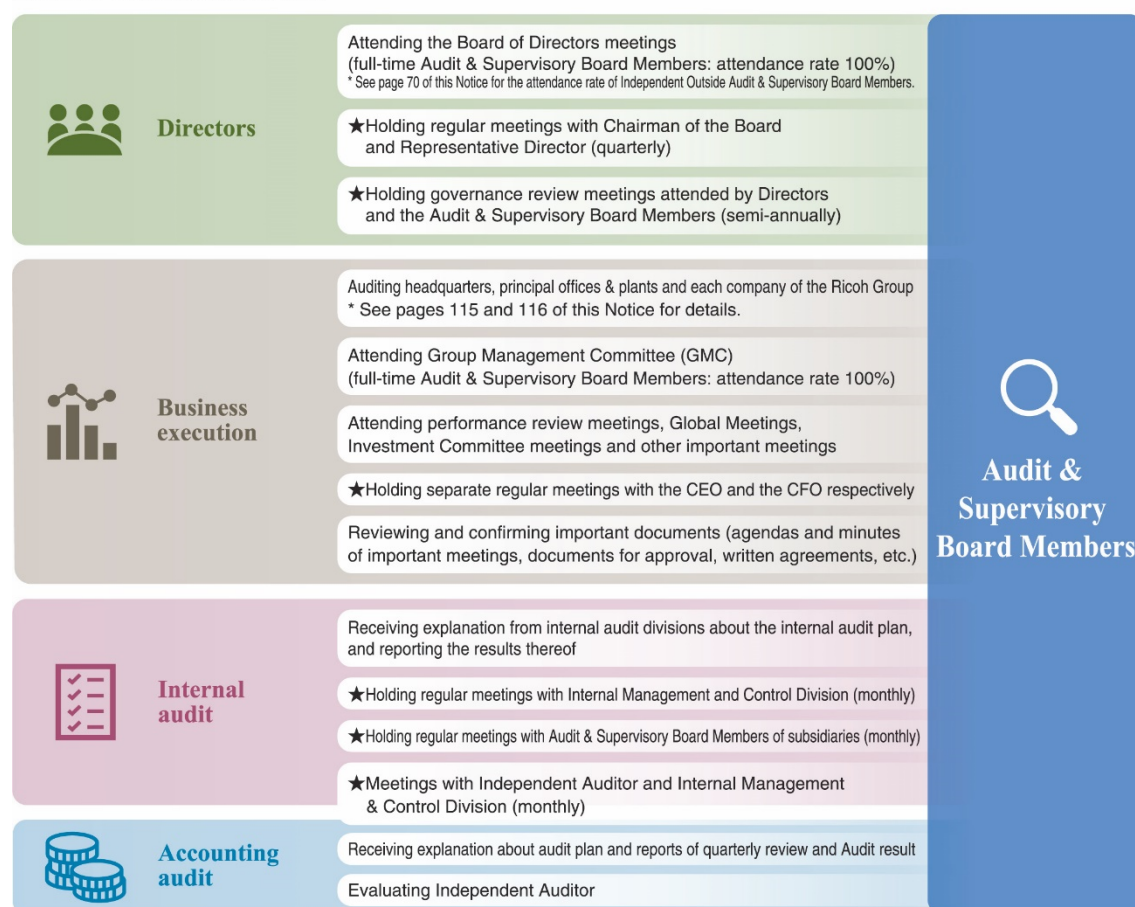 Directors
Attending the Board of Directors meetings
(full-time Audit & Supervisory Board Members: attendance rate 100%)
* See page 70 of this Notice for the attendance rate of Independent Outside Audit & Supervisory Board Members.
★Holding regular meetings with Chairman of the Board
and Representative Director (quarterly)
★Holding governance review meetings attended by Directors
and the Audit & Supervisory Board Members (semi-annually)
Business
execution
Auditing headquarters, principal offices & plants and each company of the Ricoh Group
* See pages 115 and 116 of this Notice for details.
Attending Group Management Committee (GMC)
(full-time Audit & Supervisory Board Members: attendance rate 100%)
Attending performance review meetings, Global Meetings,
Investment Committee meetings and other important meetings
★Holding separate regular meetings with the CEO and the CFO respectively
Reviewing and confirming important documents (agendas and minutes
of important meetings, documents for approval, written agreements, etc.)
Internal
audit
Receiving explanation from internal audit divisions about the internal audit plan,
and reporting the results thereof
★Holding regular meetings with Internal Management and Control Division (monthly)
★Holding regular meetings with Audit & Supervisory Board Members of subsidiaries (monthly)
★Meetings with Independent Auditor and Internal Management
& Control Division (monthly)
Accounting
audit
Receiving explanation about audit plan and reports of quarterly review and Audit result
Evaluating Independent Auditor
Audit &
Supervisory
Board Members